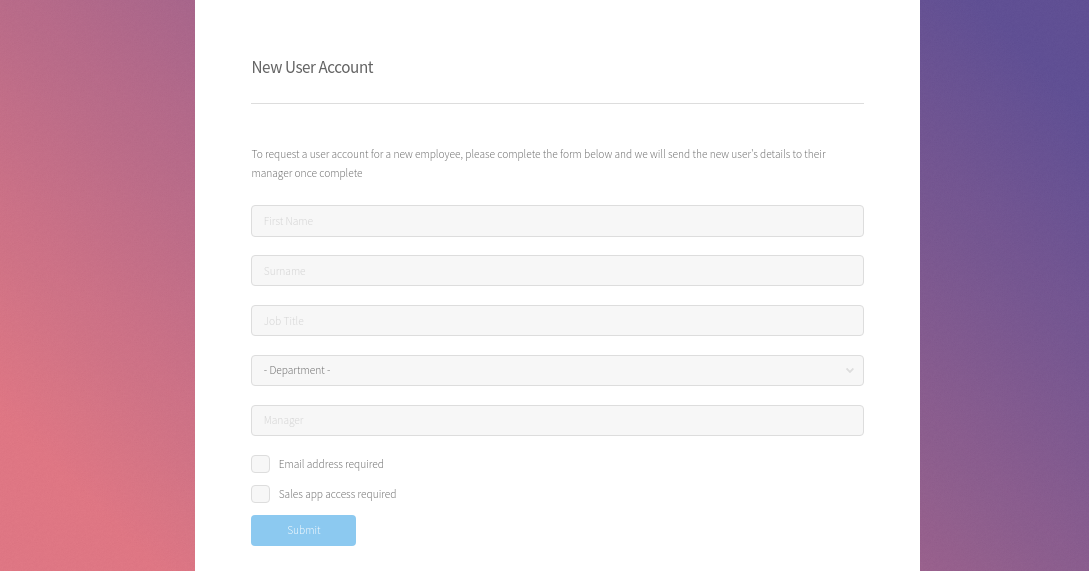 New User Account
To request a user account for a new employee, please complete the form below and we will send the new user's details to their
manager once complete
First Name
Surname
Job Title
- Department -
Manager
Email address required
Sales app access required
Submit